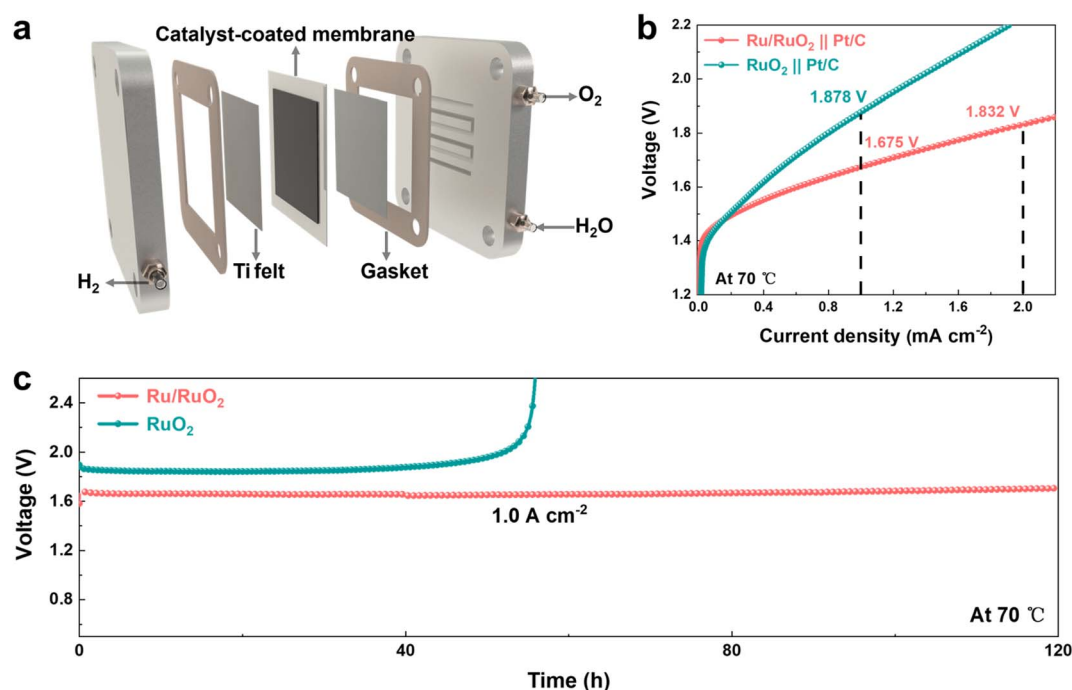 a
Catalyst-coated membrane
O₂
H₂O
H₂
Ti felt
Gasket
b
Ru/RuO₂ || Pt/C
RuO₂ || Pt/C
2.2
2.0
1.8
1.6
1.4
1.2
Voltage (V)
1.878 V
1.832 V
1.675 V
At 70 ℃
0.0 0.4 0.8 1.2 1.6 2.0
Current density (mA cm⁻²)
c
Ru/RuO₂
RuO₂
2.4
2.0
1.6
1.2
0.8
Voltage (V)
1.0 A cm⁻²
At 70 ℃
0 40 80 120
Time (h)